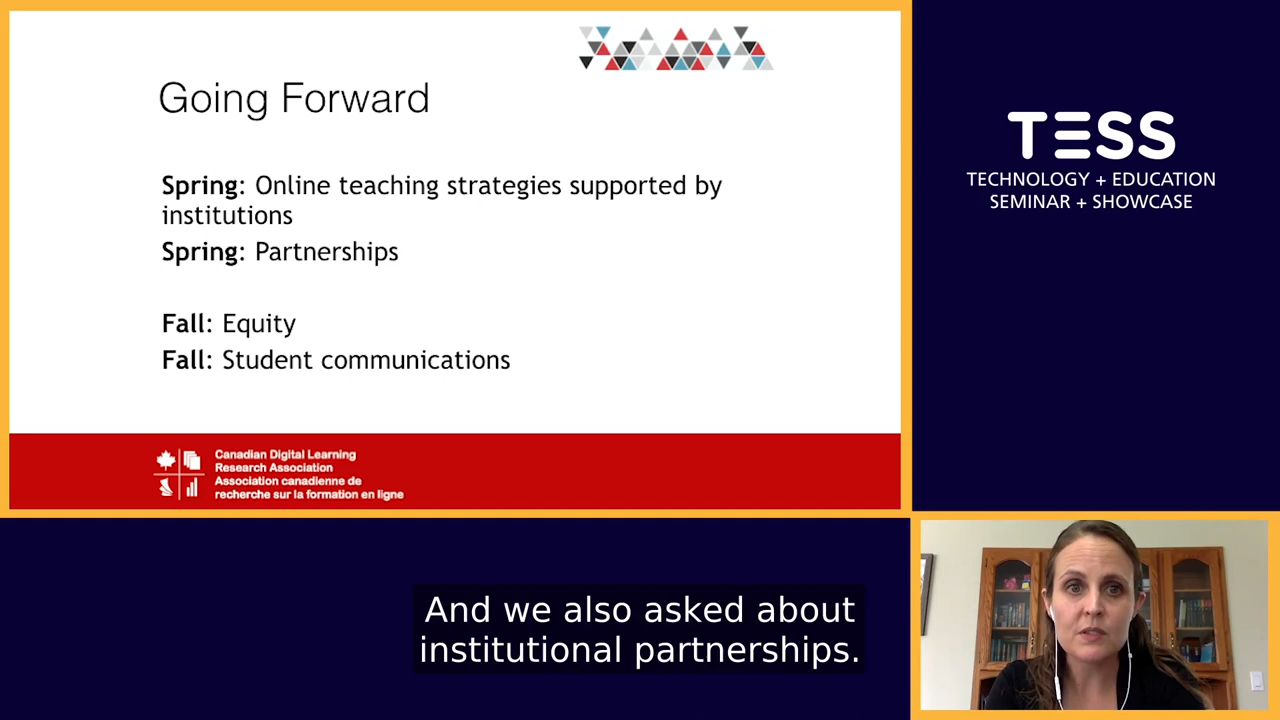 Going Forward
Spring: Online teaching strategies supported by
institutions
Spring: Partnerships
Fall: Equity
Fall: Student communications
Canadian Digital Learning
Research Association
Association canadienne de
recherche sur la formation en ligne
TESS
TECHNOLOGY + EDUCATION
SEMINAR + SHOWCASE
And we also asked about
institutional partnerships.